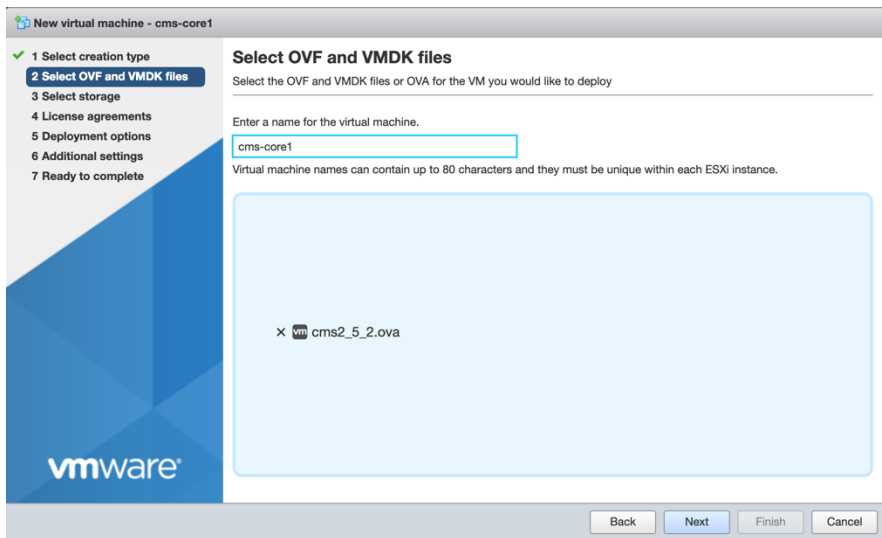 New virtual machine - cms-core1
1 Select creation type
2 Select OVF and VMDK files
3 Select storage
4 License agreements
5 Deployment options
6 Additional settings
7 Ready to complete
Select OVF and VMDK files
Select the OVF and VMDK files or OVA for the VM you would like to deploy
Enter a name for the virtual machine.
cms-core1
Virtual machine names can contain up to 80 characters and they must be unique within each ESXi instance.
vm cms2_5_2.ova
vmware®
Back Next Finish Cancel